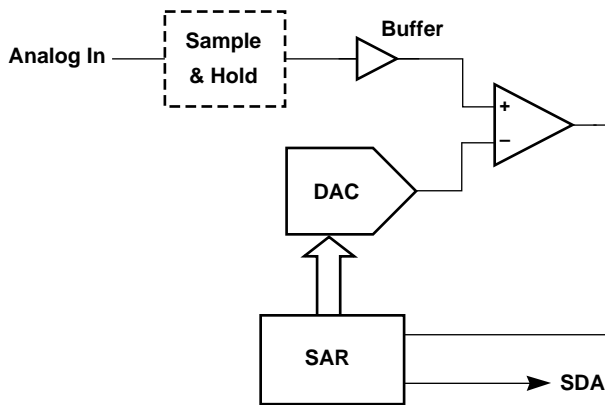 Buffer
Analog In
Sample
& Hold
+
–
DAC
SAR
SDA